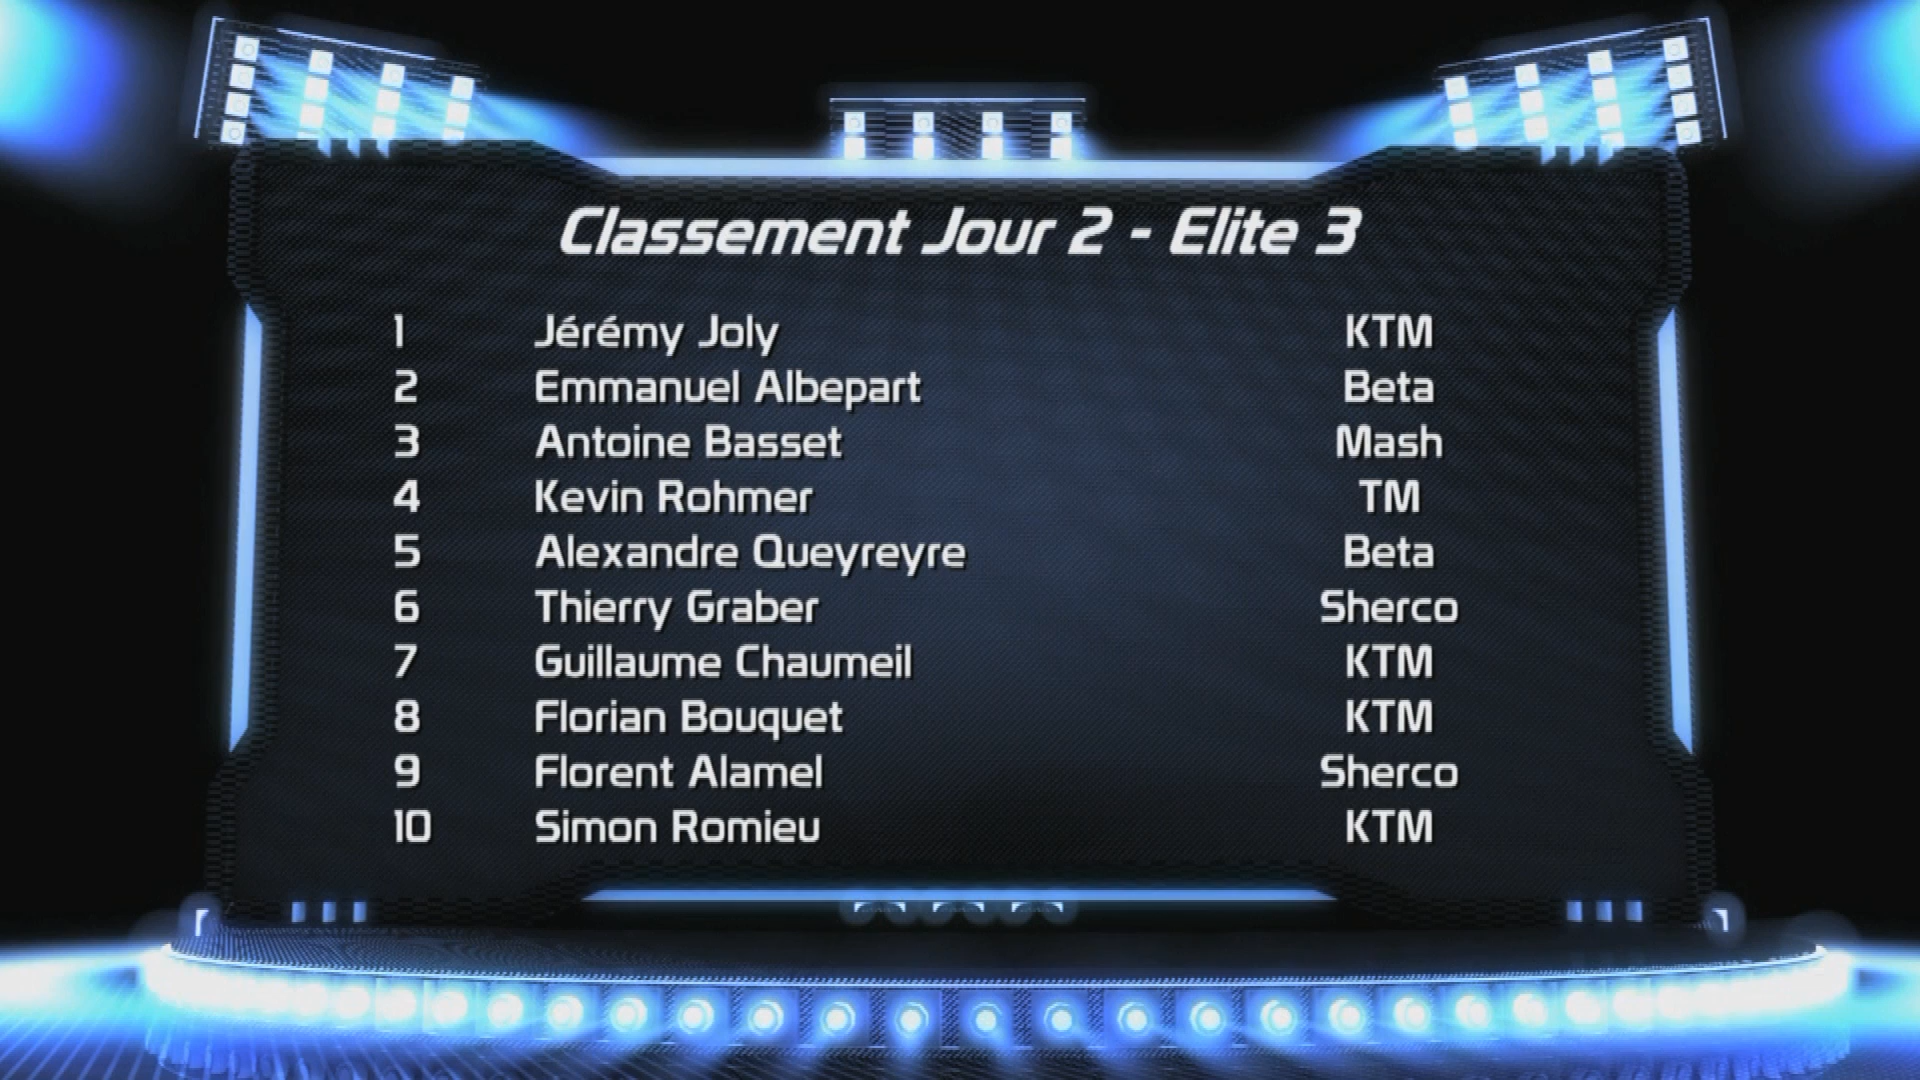 Classement Jour 2 - Elite 3
1 Jérémy Joly KTM
2 Emmanuel Albepart Beta
3 Antoine Basset Mash
4 Kevin Rohmer TM
5 Alexandre Queyreyre Beta
6 Thierry Graber Sherco
7 Guillaume Chaumeil KTM
8 Florian Bouquet KTM
9 Florent Alamel Sherco
10 Simon Romieu KTM